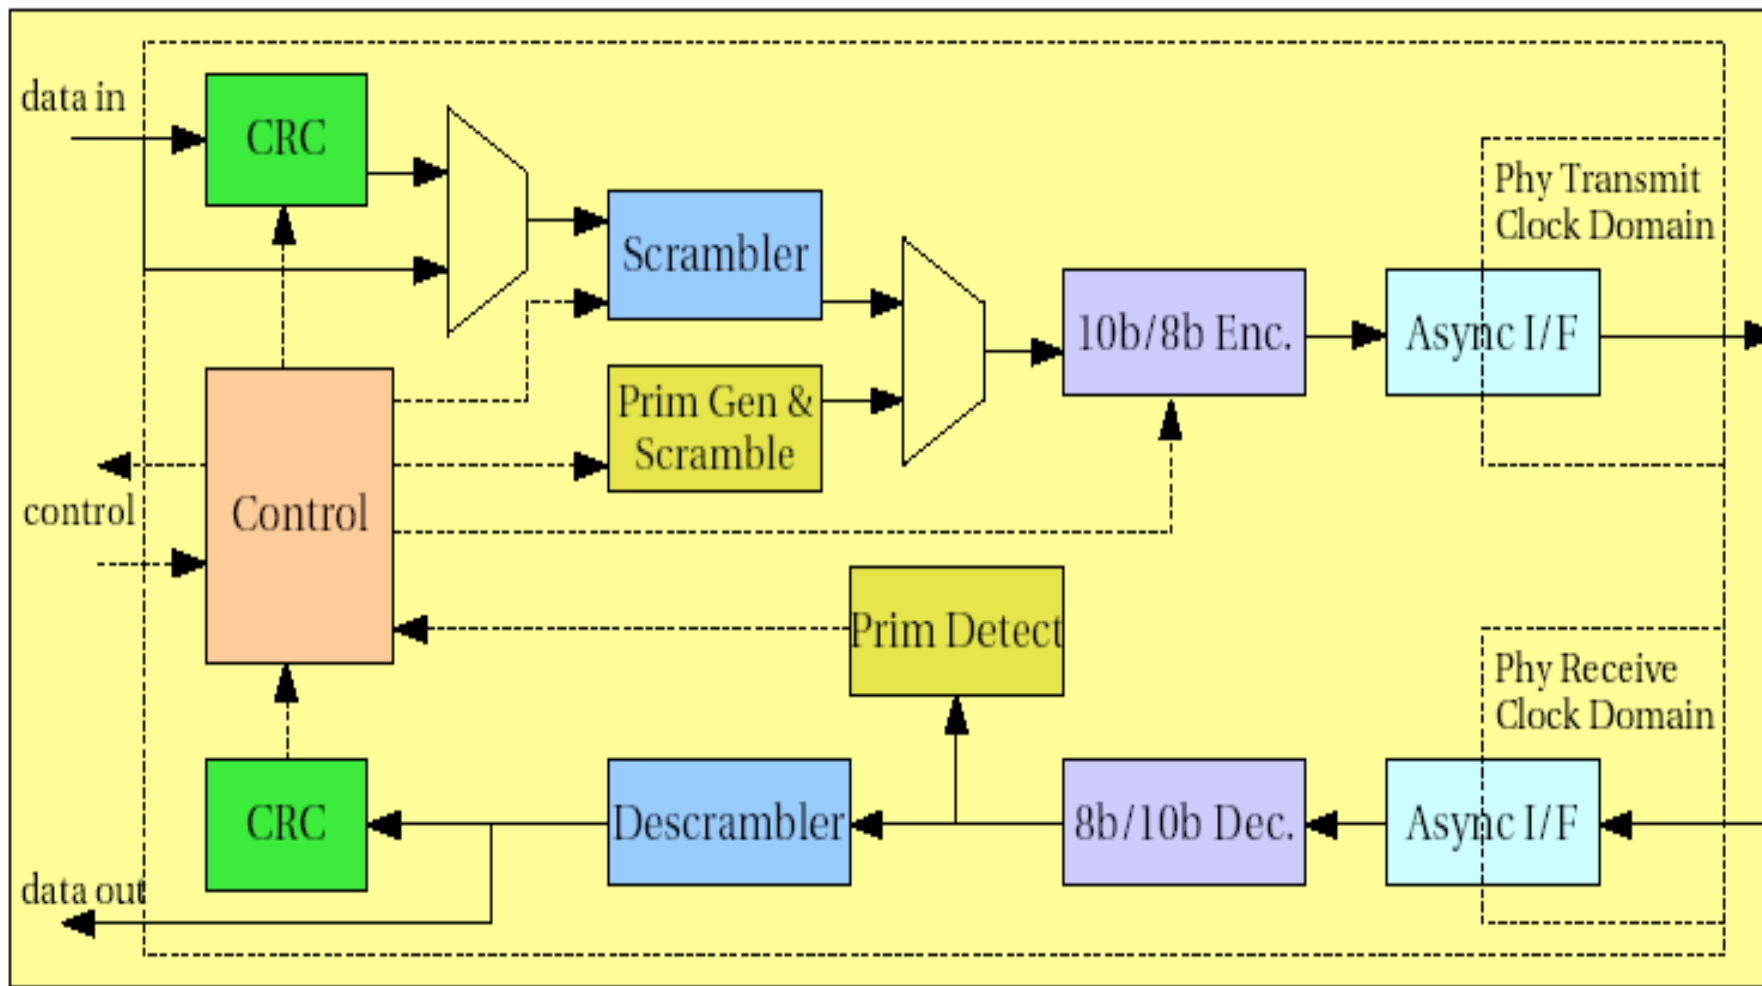 data in
CRC
Phy Transmit
Clock Domain
Scrambler
10b/8b Enc.
Async I/F
Prim Gen &
Scramble
control
Control
Prim Detect
Phy Receive
Clock Domain
CRC
Descrambler
8b/10b Dec.
Async I/F
data out